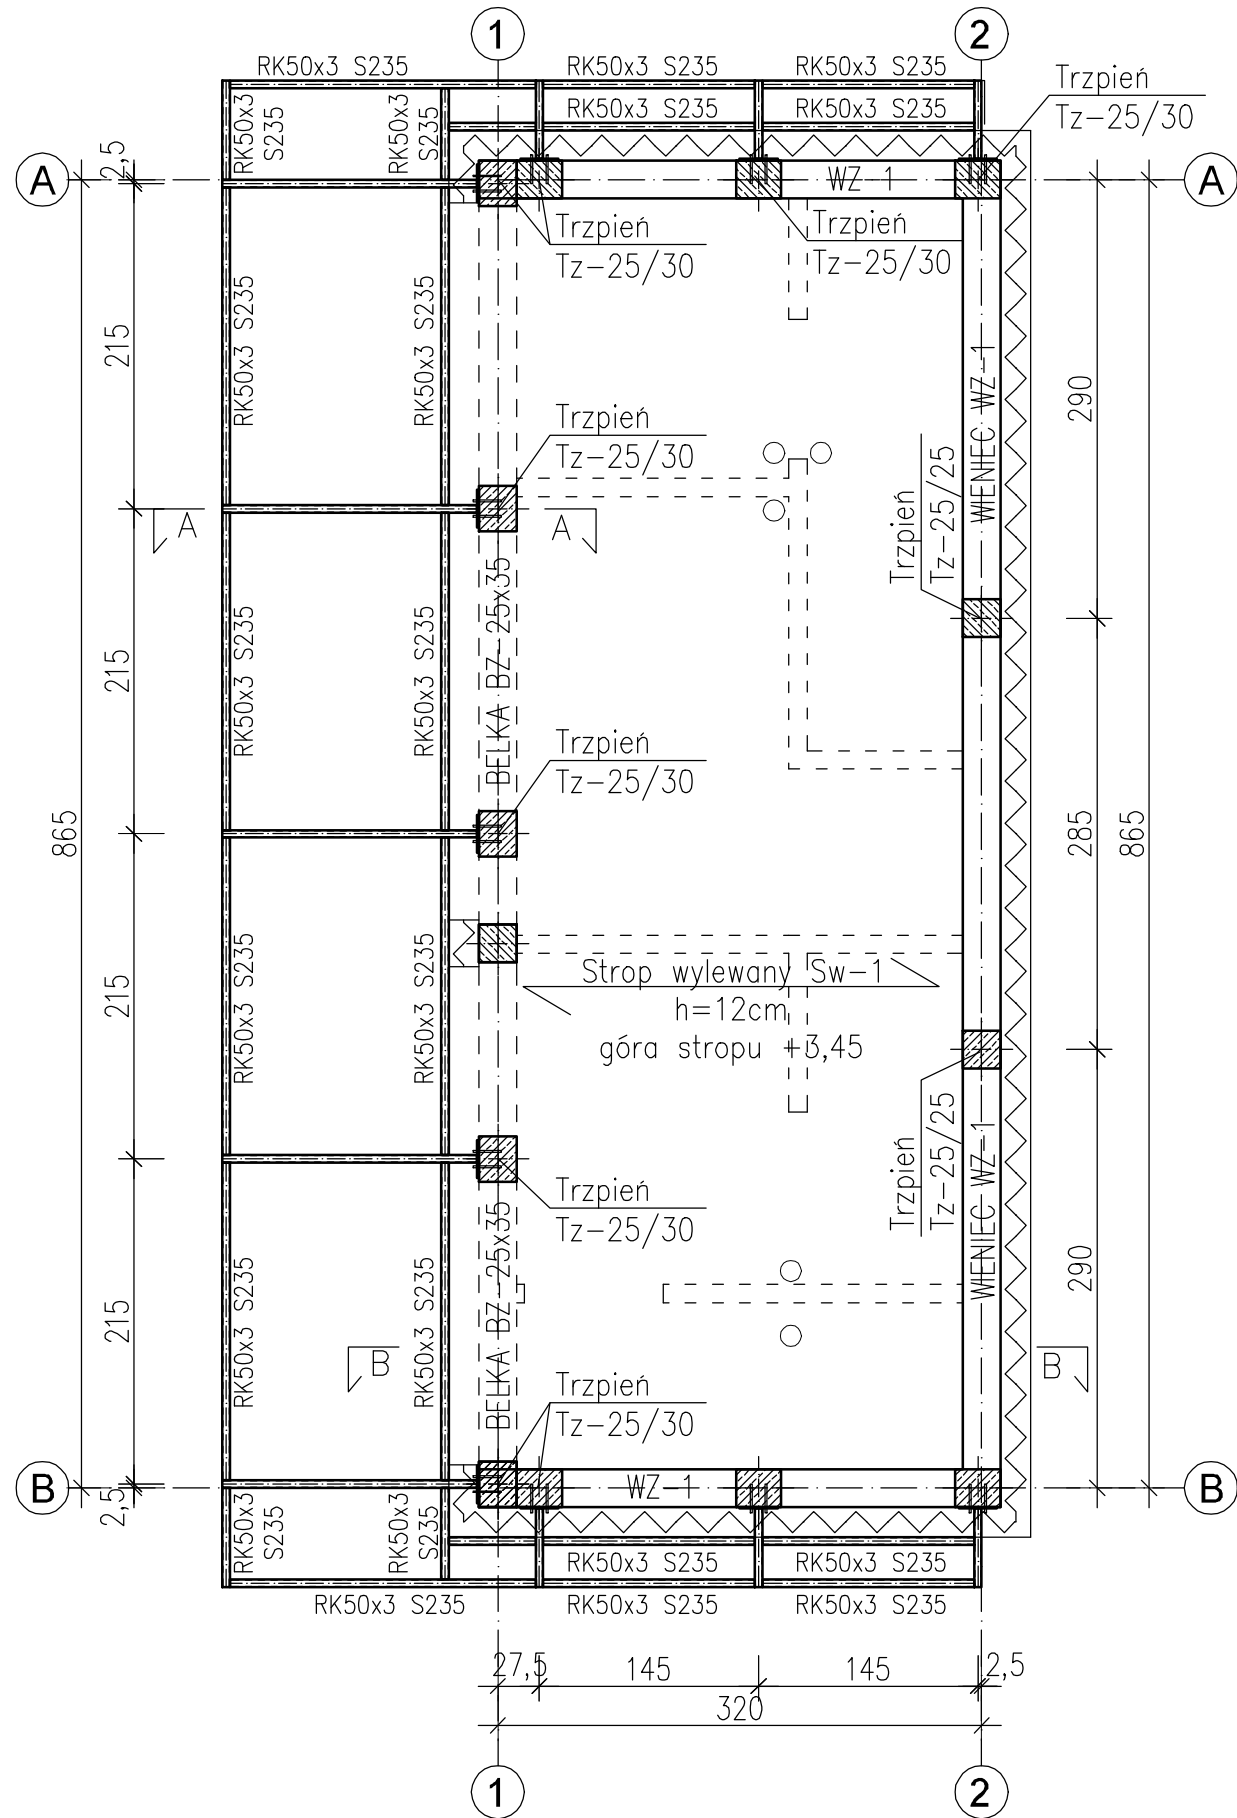 1
2
RK50x3 S235
RK50x3 S235
RK50x3 S235
Trzpień
Tz-25/30
RK50x3
S235
RK50x3
S235
RK50x3 S235
RK50x3 S235
2,5
A
WZ-1
A
Trzpień
Tz-25/30
Trzpień
Tz-25/30
215
RK50x3 S235
RK50x3 S235
WIENIEC WZ-1
290
Trzpień
Tz-25/30
A
A
Trzpień
Tz-25/25
215
RK50x3 S235
RK50x3 S235
BELKA BZ-25x35
Trzpień
Tz-25/30
865
285
865
215
RK50x3 S235
RK50x3 S235
Strop wylewany Sw-1
h=12cm
góra stropu +3,45
Trzpień
Tz-25/25
Trzpień
Tz-25/30
WIENIEC WZ-1
290
215
RK50x3 S235
RK50x3 S235
BELKA BZ-25x35
B
B
Trzpień
Tz-25/30
B
WZ-1
B
2,5
RK50x3
S235
RK50x3
S235
RK50x3 S235
RK50x3 S235
RK50x3 S235
RK50x3 S235
RK50x3 S235
27,5
145
145
2,5
320
1
2